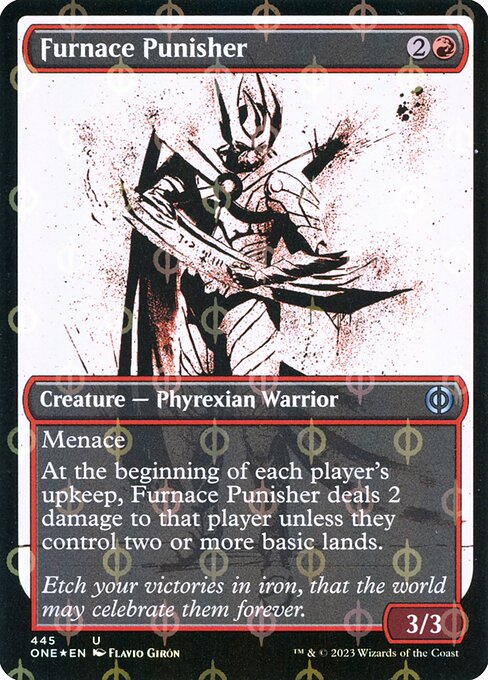 Furnace Punisher 2
Creature — Phyrexian Warrior
Menace
At the beginning of each player's
upkeep, Furnace Punisher deals 2
damage to that player unless they
control two or more basic lands.
Etch your victories in iron, that the world
may celebrate them forever.
3/3
445 U
ONE★EN Flavio Girón
™ & © 2023 Wizards of the Coast